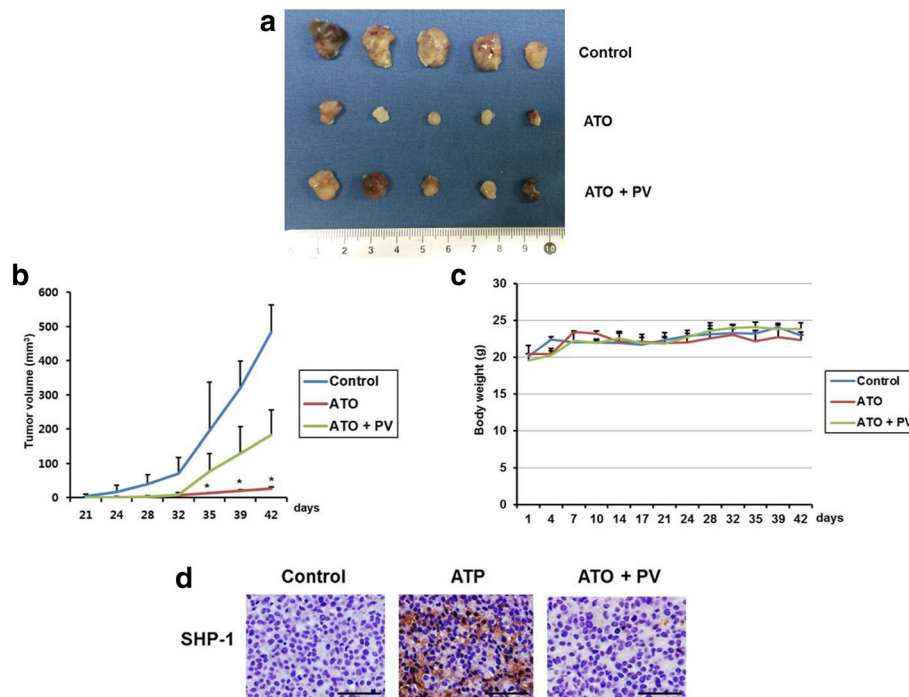 a
Control
ATO
ATO + PV
0 1 2 3 4 5 6 7 8 9 10
b
600
500
400
300
200
100
0
Tumor volume (mm³)
Control
ATO
ATO + PV
* * *
21 24 28 32 35 39 42 days
c
30
25
20
15
10
5
0
Body weight (g)
Control
ATO
ATO + PV
1 4 7 10 14 17 21 24 28 32 35 39 42 days
d
Control ATP ATO + PV
SHP-1